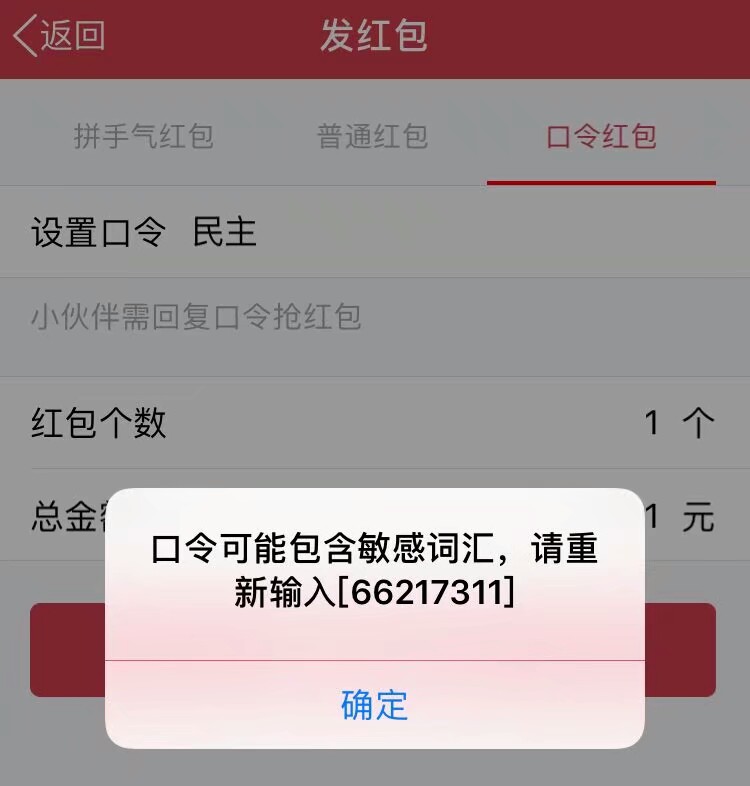 返回
发红包
拼手气红包 普通红包 口令红包
设置口令 民主
小伙伴需回复口令抢红包
红包个数 1 个
总金 1 元
口令可能包含敏感词汇，请重
新输入[66217311]
确定